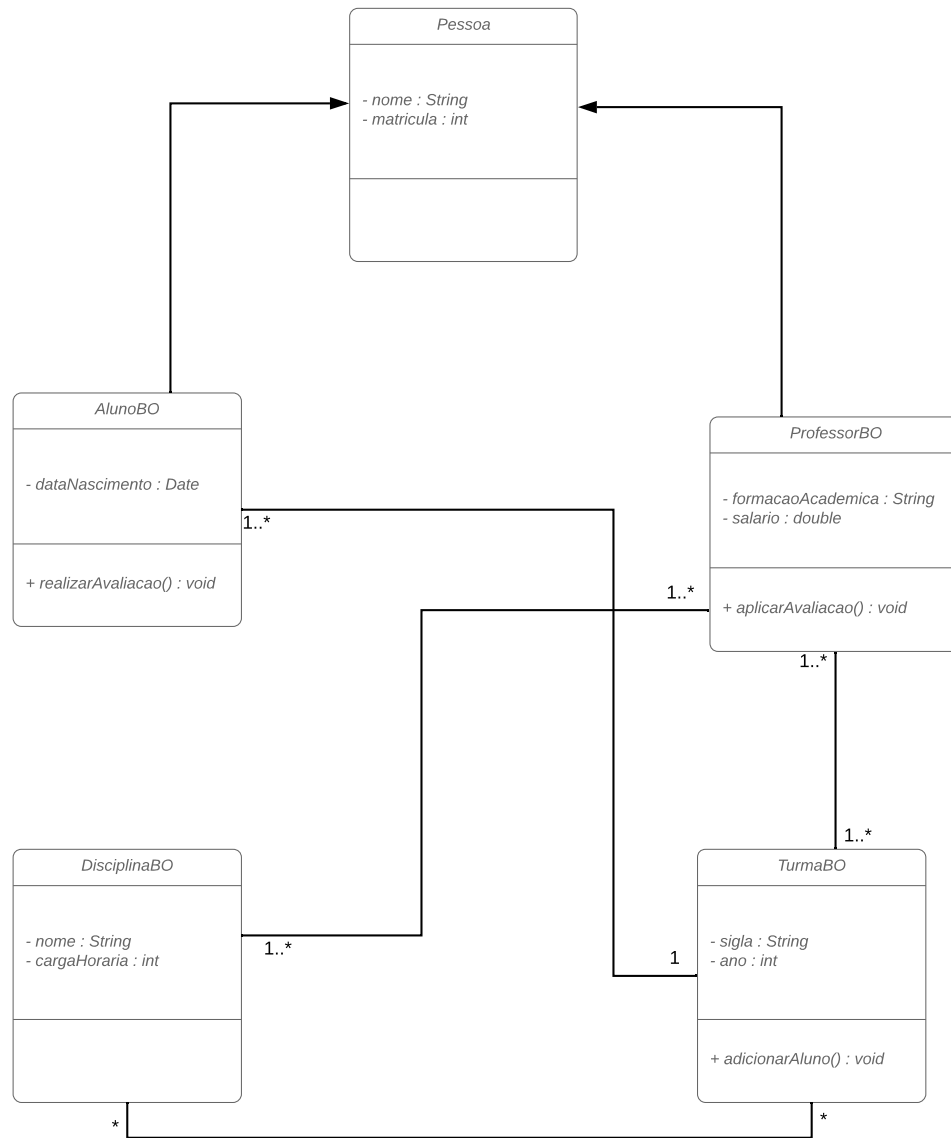 Pessoa
- nome : String
- matricula : int
AlunoBO
- dataNascimento : Date
+ realizarAvaliacao() : void
1..*
ProfessorBO
- formacaoAcademica : String
- salario : double
+ aplicarAvaliacao() : void
1..*
1..*
DisciplinaBO
- nome : String
- cargaHoraria : int
1..*
*
1..*
TurmaBO
- sigla : String
- ano : int
+ adicionarAluno() : void
1
*